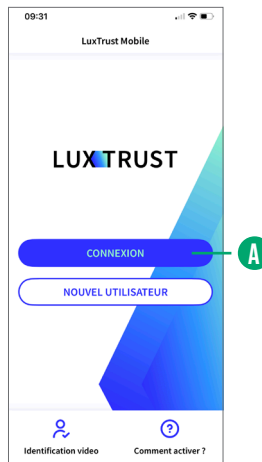 09:31
LuxTrust Mobile
LUXTRUST
CONNEXION
A
NOUVEL UTILISATEUR
Identification video
Comment activer ?